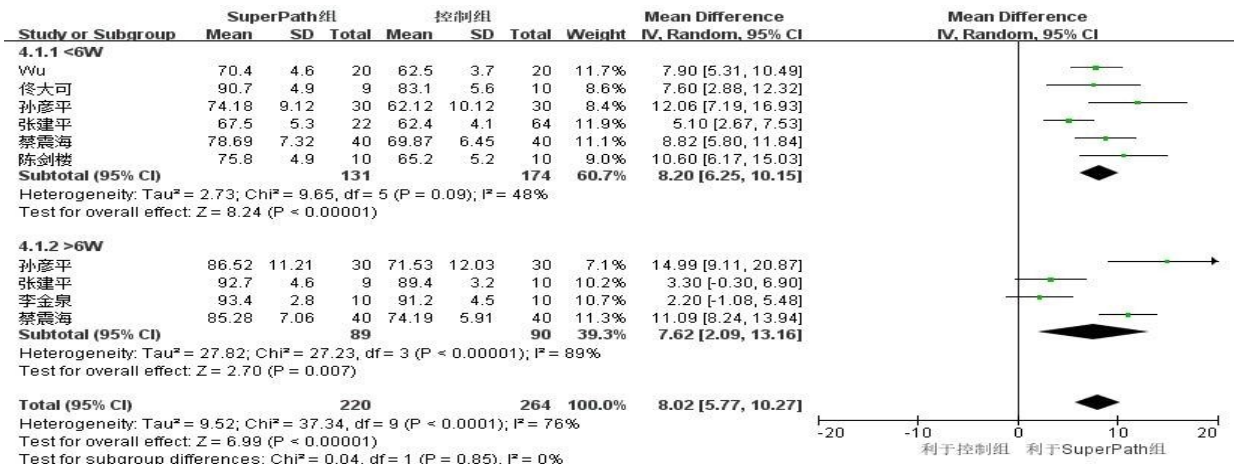 SuperPath组 控制组 Mean Difference Mean Difference
Study or Subgroup Mean SD Total Mean SD Total Weight IV, Random, 95% CI IV, Random, 95% CI
4.1.1 <6W
Wu 70.4 4.6 20 62.5 3.7 20 11.7% 7.90 [5.31, 10.49]
佟大可 90.7 4.9 9 83.1 5.6 10 8.6% 7.60 [2.88, 12.32]
孙彦平 74.18 9.12 30 62.12 10.12 30 8.4% 12.06 [7.19, 16.93]
张建平 67.5 5.3 22 62.4 4.1 64 11.9% 5.10 [2.67, 7.53]
蔡震海 78.69 7.32 40 69.87 6.45 40 11.1% 8.82 [5.80, 11.84]
陈剑楼 75.8 4.9 10 65.2 5.2 10 9.0% 10.60 [6.17, 15.03]
Subtotal (95% CI) 131 174 60.7% 8.20 [6.25, 10.15]
Heterogeneity: Tau² = 2.73; Chi² = 9.65, df = 5 (P = 0.09); I² = 48%
Test for overall effect: Z = 8.24 (P < 0.00001)
4.1.2 >6W
孙彦平 86.52 11.21 30 71.53 12.03 30 7.1% 14.99 [9.11, 20.87]
张建平 92.7 4.6 9 89.4 3.2 10 10.2% 3.30 [-0.30, 6.90]
李金泉 93.4 2.8 10 91.2 4.5 10 10.7% 2.20 [-1.08, 5.48]
蔡震海 85.28 7.06 40 74.19 5.91 40 11.3% 11.09 [8.24, 13.94]
Subtotal (95% CI) 89 90 39.3% 7.62 [2.09, 13.16]
Heterogeneity: Tau² = 27.82; Chi² = 27.23, df = 3 (P < 0.00001); I² = 89%
Test for overall effect: Z = 2.70 (P = 0.007)
Total (95% CI) 220 264 100.0% 8.02 [5.77, 10.27]
Heterogeneity: Tau² = 9.52; Chi² = 37.34, df = 9 (P < 0.0001); I² = 76%
Test for overall effect: Z = 6.99 (P < 0.00001)
Test for subgroup differences: Chi² = 0.04, df = 1 (P = 0.85), I² = 0%
-20 -10 0 10 20
利于控制组 利于SuperPath组